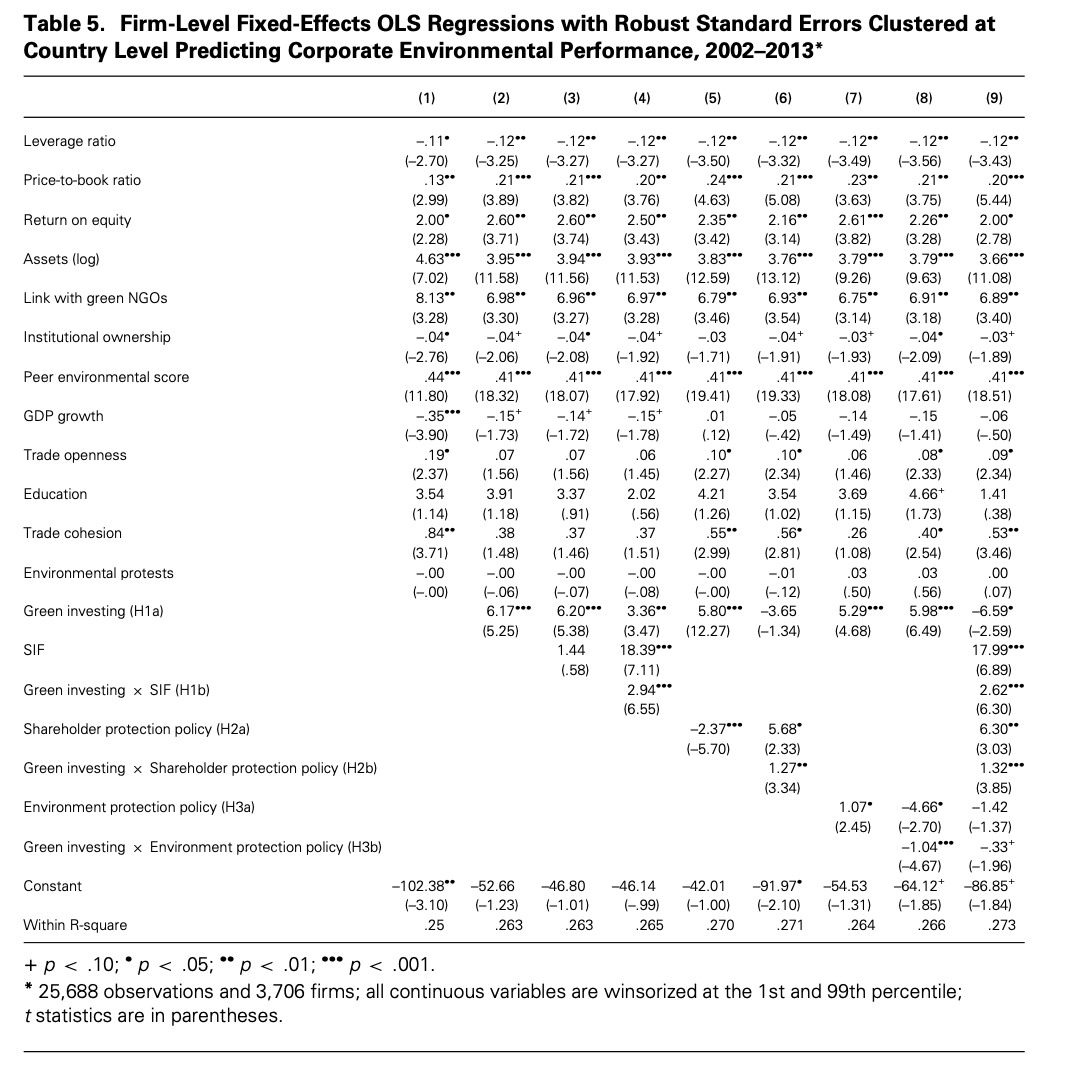 Table 5. Firm-Level Fixed-Effects OLS Regressions with Robust Standard Errors Clustered at
Country Level Predicting Corporate Environmental Performance, 2002–2013*
(1) (2) (3) (4) (5) (6) (7) (8) (9)
Leverage ratio –.11• –.12•• –.12•• –.12•• –.12•• –.12•• –.12•• –.12•• –.12••
(–2.70) (–3.25) (–3.27) (–3.27) (–3.50) (–3.32) (–3.49) (–3.56) (–3.43)
Price-to-book ratio .13•• .21••• .21••• .20•• .24••• .21••• .23•• .21•• .20•••
(2.99) (3.89) (3.82) (3.76) (4.63) (5.08) (3.63) (3.75) (5.44)
Return on equity 2.00• 2.60•• 2.60•• 2.50•• 2.35•• 2.16•• 2.61••• 2.26•• 2.00•
(2.28) (3.71) (3.74) (3.43) (3.42) (3.14) (3.82) (3.28) (2.78)
Assets (log) 4.63••• 3.95••• 3.94••• 3.93••• 3.83••• 3.76••• 3.79••• 3.79••• 3.66•••
(7.02) (11.58) (11.56) (11.53) (12.59) (13.12) (9.26) (9.63) (11.08)
Link with green NGOs 8.13•• 6.98•• 6.96•• 6.97•• 6.79•• 6.93•• 6.75•• 6.91•• 6.89••
(3.28) (3.30) (3.27) (3.28) (3.46) (3.54) (3.14) (3.18) (3.40)
Institutional ownership –.04• –.04+ –.04• –.04+ –.03 –.04+ –.03+ –.04• –.03+
(–2.76) (–2.06) (–2.08) (–1.92) (–1.71) (–1.91) (–1.93) (–2.09) (–1.89)
Peer environmental score .44••• .41••• .41••• .41••• .41••• .41••• .41••• .41••• .41•••
(11.80) (18.32) (18.07) (17.92) (19.41) (19.33) (18.08) (17.61) (18.51)
GDP growth –.35••• –.15+ –.14+ –.15+ .01 –.05 –.14 –.15 –.06
(–3.90) (–1.73) (–1.72) (–1.78) (.12) (–.42) (–1.49) (–1.41) (–.50)
Trade openness .19• .07 .07 .06 .10• .10• .06 .08• .09•
(2.37) (1.56) (1.56) (1.45) (2.27) (2.34) (1.46) (2.33) (2.34)
Education 3.54 3.91 3.37 2.02 4.21 3.54 3.69 4.66+ 1.41
(1.14) (1.18) (.91) (.56) (1.26) (1.02) (1.15) (1.73) (.38)
Trade cohesion .84•• .38 .37 .37 .55•• .56• .26 .40• .53••
(3.71) (1.48) (1.46) (1.51) (2.99) (2.81) (1.08) (2.54) (3.46)
Environmental protests –.00 –.00 –.00 –.00 –.00 –.01 .03 .03 .00
(–.00) (–.06) (–.07) (–.08) (–.00) (–.12) (.50) (.56) (.07)
Green investing (H1a) 6.17••• 6.20••• 3.36•• 5.80••• –3.65 5.29••• 5.98••• –6.59•
(5.25) (5.38) (3.47) (12.27) (–1.34) (4.68) (6.49) (–2.59)
SIF 1.44 18.39••• 17.99•••
(.58) (7.11) (6.89)
Green investing × SIF (H1b) 2.94••• 2.62•••
(6.55) (6.30)
Shareholder protection policy (H2a) –2.37••• 5.68• 6.30••
(–5.70) (2.33) (3.03)
Green investing × Shareholder protection policy (H2b) 1.27•• 1.32•••
(3.34) (3.85)
Environment protection policy (H3a) 1.07• –4.66• –1.42
(2.45) (–2.70) (–1.37)
Green investing × Environment protection policy (H3b) –1.04••• –.33+
(–4.67) (–1.96)
Constant –102.38•• –52.66 –46.80 –46.14 –42.01 –91.97• –54.53 –64.12+ –86.85+
(–3.10) (–1.23) (–1.01) (–.99) (–1.00) (–2.10) (–1.31) (–1.85) (–1.84)
Within R-square .25 .263 .263 .265 .270 .271 .264 .266 .273
+ p < .10; • p < .05; •• p < .01; ••• p < .001.
* 25,688 observations and 3,706 firms; all continuous variables are winsorized at the 1st and 99th percentile;
t statistics are in parentheses.